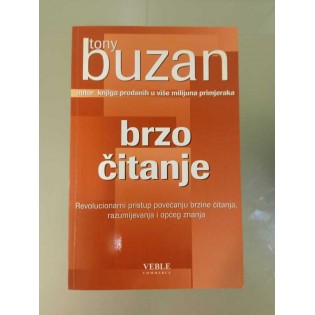 tony
buzan
autor knjiga prodanih u više milijuna primjeraka
brzo
čitanje
Revolucionarni pristup povećanju brzine čitanja,
razumijevanja i općeg znanja
VEBLE
COMMERCE